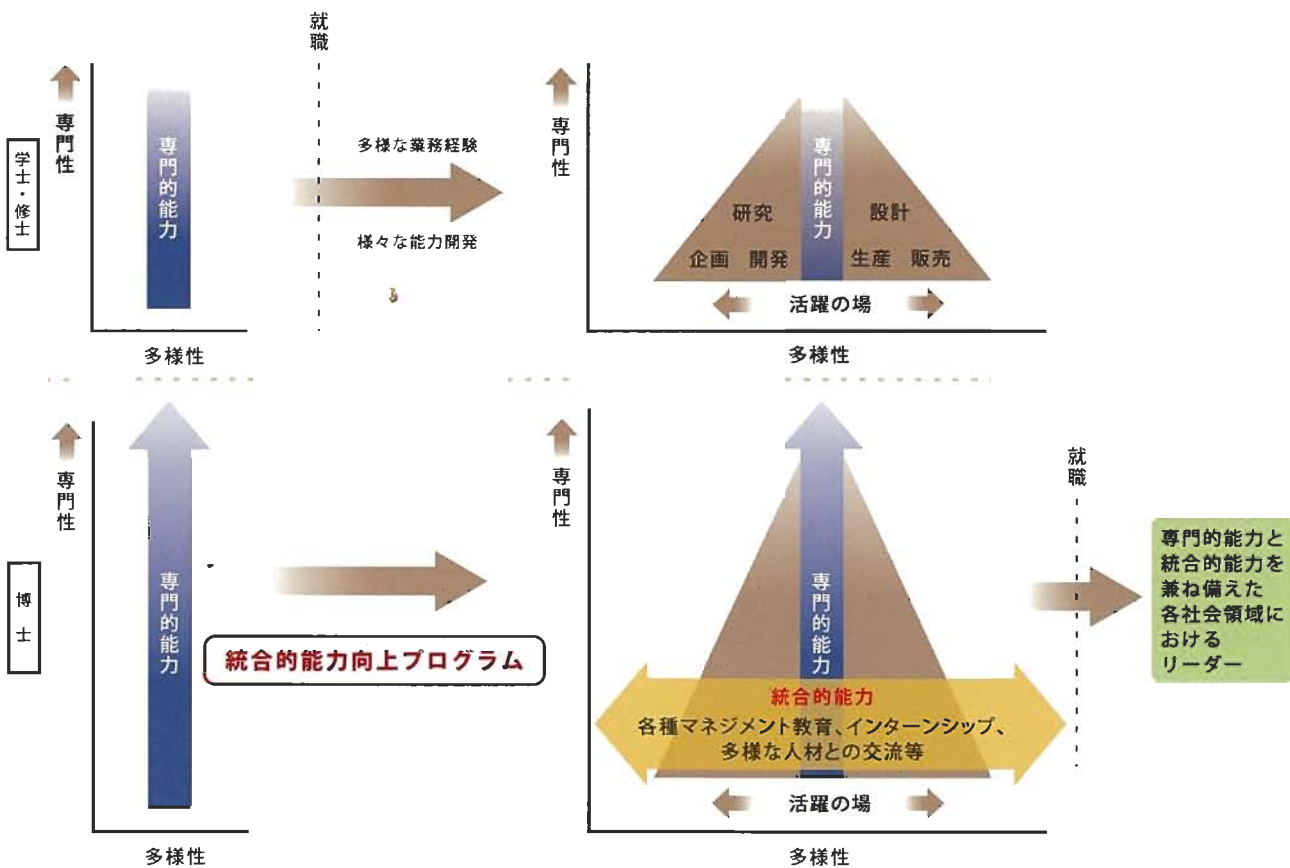 就職
専門性
専門的能力
多様性
学士・修士
多様な業務経験
様々な能力開発
専門性
専門的能力
研究
設計
企画 開発
生産 販売
活躍の場
多様性
専門性
専門的能力
多様性
博士
統合的能力向上プログラム
専門性
専門的能力
統合的能力
各種マネジメント教育、インターンシップ、
多様な人材との交流等
活躍の場
多様性
就職
専門的能力と
統合的能力を
兼ね備えた
各社会領域に
おける
リーダー